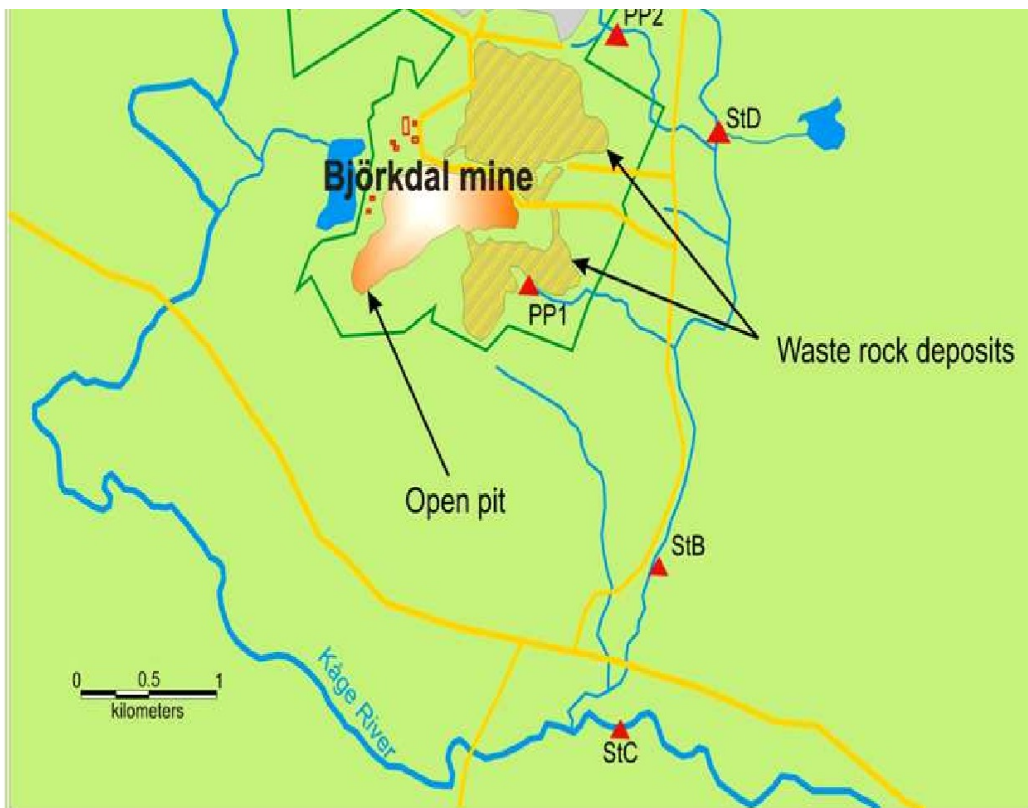 PP2
StD
Björkdal mine
PP1
Waste rock deposits
Open pit
StB
0 0.5 1
kilometers
Kåge River
StC